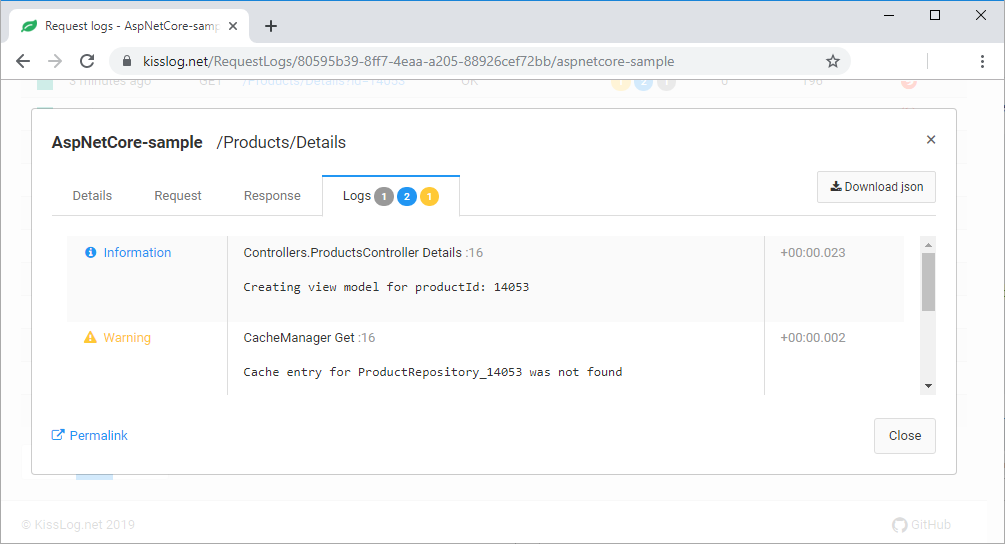 Request logs - AspNetCore-samp
kisslog.net/RequestLogs/80595b39-8ff7-4eaa-a205-88926cef72bb/aspnetcore-sample
3 minutes ago GET /Products/Details?id=14053 OK 1 2 1 0 196
AspNetCore-sample /Products/Details
Details Request Response Logs 1 2 1 Download json
Information Controllers.ProductsController Details :16 +00:00.023
Creating view model for productId: 14053
Warning CacheManager Get :16 +00:00.002
Cache entry for ProductRepository_14053 was not found
Permalink Close
© KissLog.net 2019 GitHub